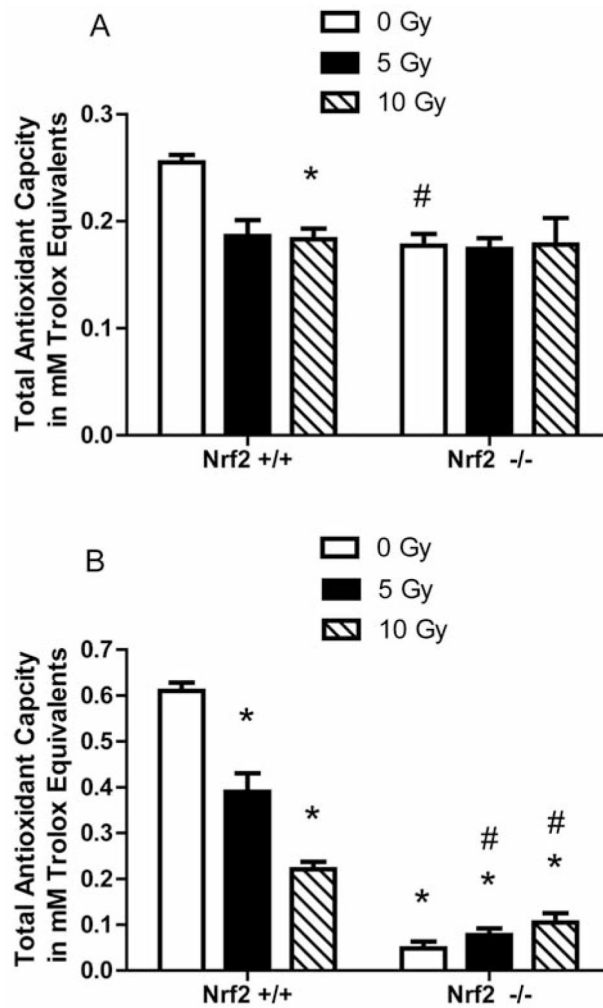 A
0 Gy
5 Gy
10 Gy
Total Antioxidant Capcity
in mM Trolox Equivalents
0.3
0.2
0.1
0.0
*
#
Nrf2 +/+ Nrf2 -/-
B
0 Gy
5 Gy
10 Gy
Total Antioxidant Capcity
in mM Trolox Equivalents
0.7
0.6
0.5
0.4
0.3
0.2
0.1
0.0
*
*
*
#
*
#
*
Nrf2 +/+ Nrf2 -/-